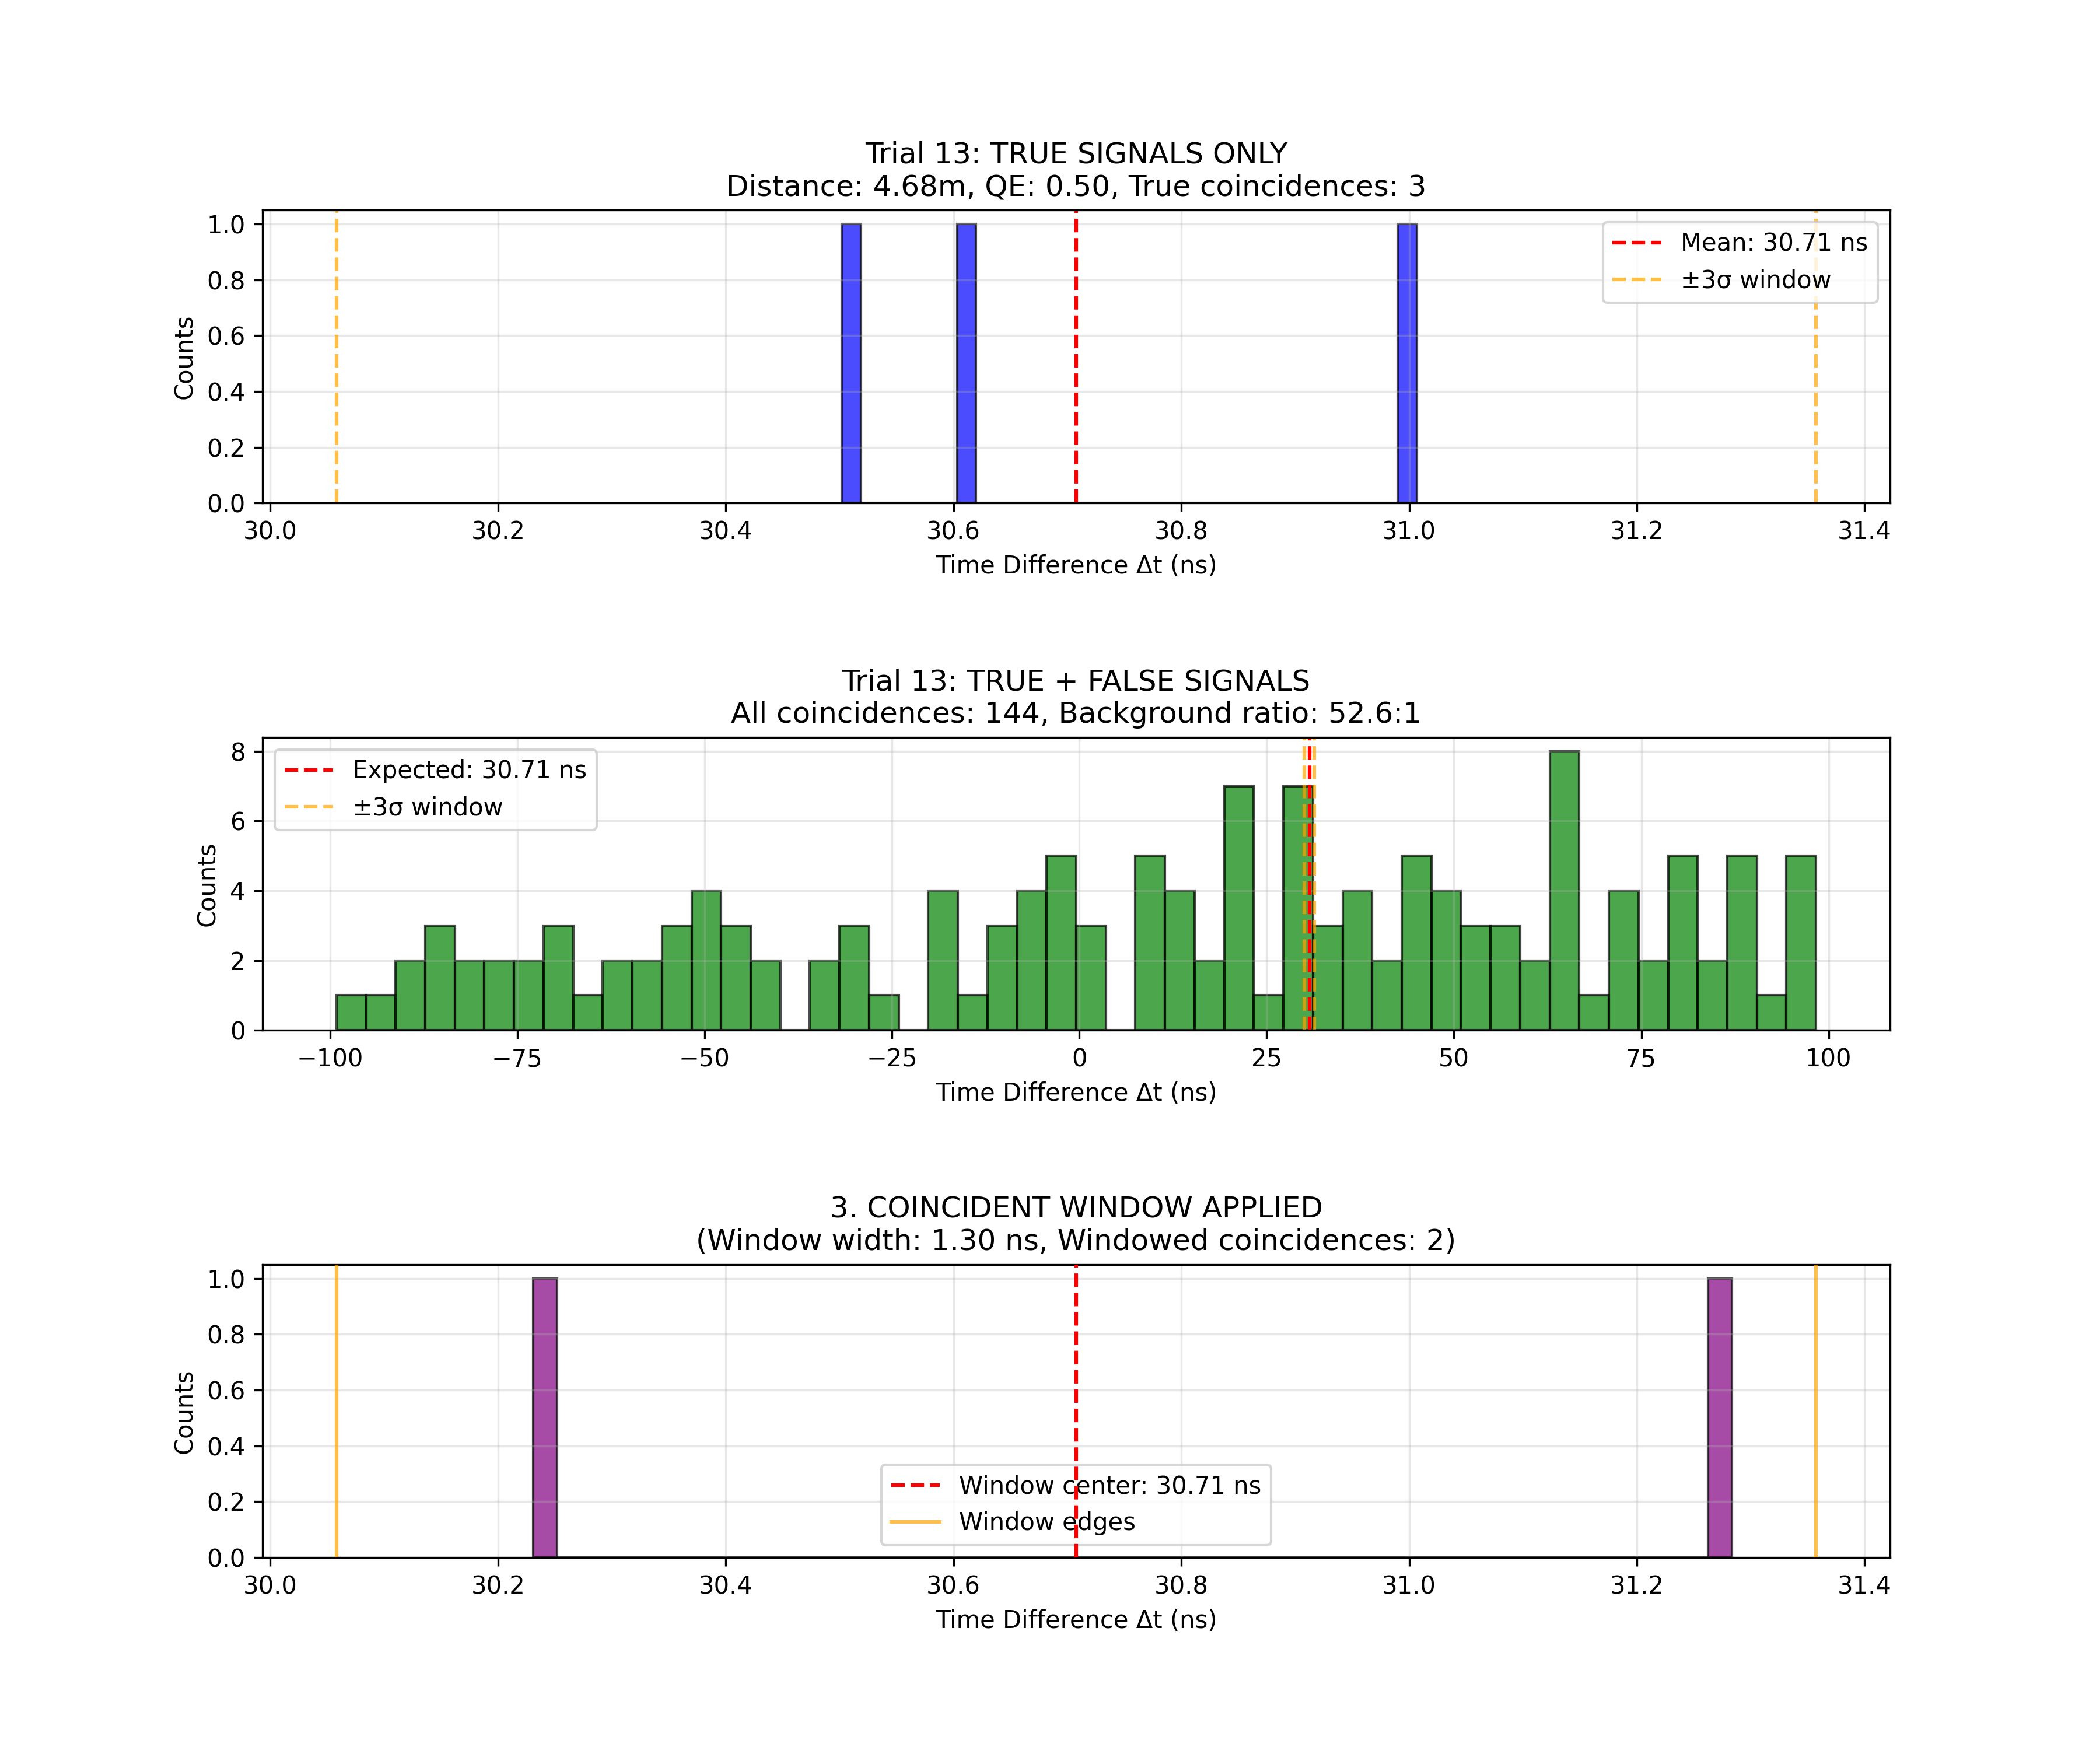 Trial 13: TRUE SIGNALS ONLY
Distance: 4.68m, QE: 0.50, True coincidences: 3
Counts
1.0
0.8
0.6
0.4
0.2
0.0
Mean: 30.71 ns
±3σ window
30.0 30.2 30.4 30.6 30.8 31.0 31.2 31.4
Time Difference Δt (ns)
Trial 13: TRUE + FALSE SIGNALS
All coincidences: 144, Background ratio: 52.6:1
Counts
8
6
4
2
0
Expected: 30.71 ns
±3σ window
−100 −75 −50 −25 0 25 50 75 100
Time Difference Δt (ns)
3. COINCIDENT WINDOW APPLIED
(Window width: 1.30 ns, Windowed coincidences: 2)
Counts
1.0
0.8
0.6
0.4
0.2
0.0
Window center: 30.71 ns
Window edges
30.0 30.2 30.4 30.6 30.8 31.0 31.2 31.4
Time Difference Δt (ns)